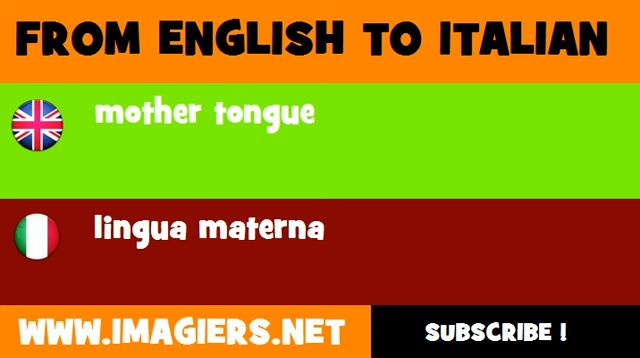 FROM ENGLISH TO ITALIAN
mother tongue
lingua materna
WWW.IMAGIERS.NET
SUBSCRIBE !